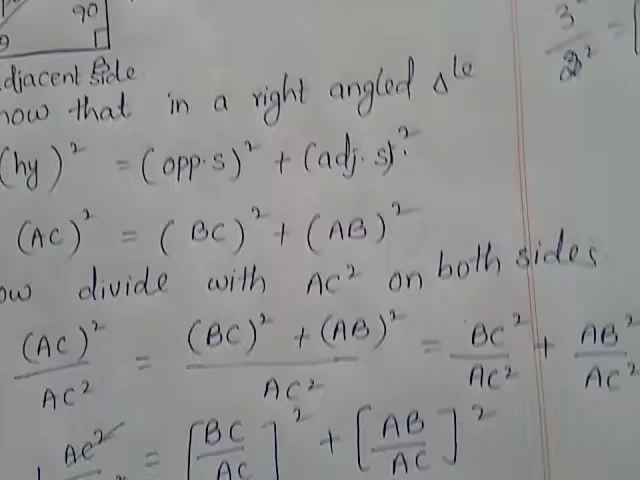 90
θ
djacent side
now that in a right angled Δle
(hy)² = (opp.s)² + (adj.s)²
(AC)² = (BC)² + (AB)²
ow divide with AC² on both sides
(AC)²/AC² = (BC)² + (AB)²/AC² = BC²/AC² + AB²/AC²
AC² = [BC/AC]² + [AB/AC]²
3²/2² =